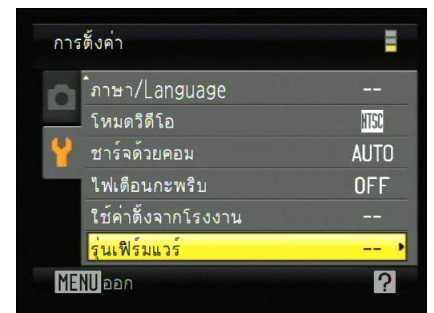 การตั้งค่า
ภาษา/Language --
โหมดวิดีโอ NTSC
ชาร์จด้วยคอม AUTO
ไฟเตือนกะพริบ OFF
ใช้ค่าตั้งจากโรงงาน --
รุ่นเฟิร์มแวร์ --
MENU ออก ?